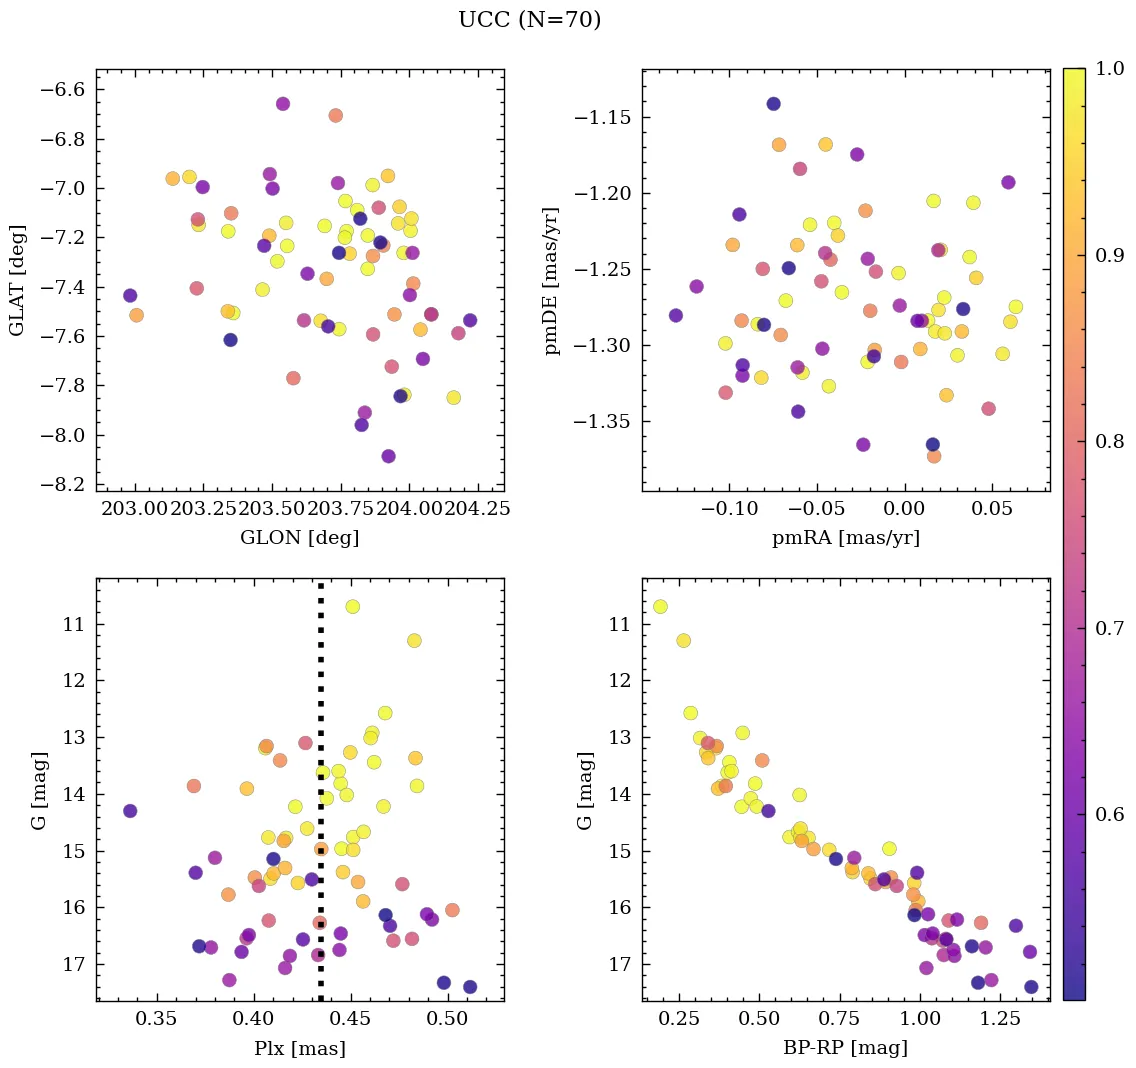 UCC (N=70)
−6.6
−6.8
−7.0
−7.2
−7.4
−7.6
−7.8
−8.0
−8.2
GLAT [deg]
203.00 203.25 203.50 203.75 204.00 204.25
GLON [deg]
−1.15
−1.20
−1.25
−1.30
−1.35
pmDE [mas/yr]
−0.10 −0.05 0.00 0.05
pmRA [mas/yr]
1.0
0.9
0.8
0.7
0.6
11
12
13
14
15
16
17
G [mag]
0.35 0.40 0.45 0.50
Plx [mas]
11
12
13
14
15
16
17
G [mag]
0.25 0.50 0.75 1.00 1.25
BP-RP [mag]